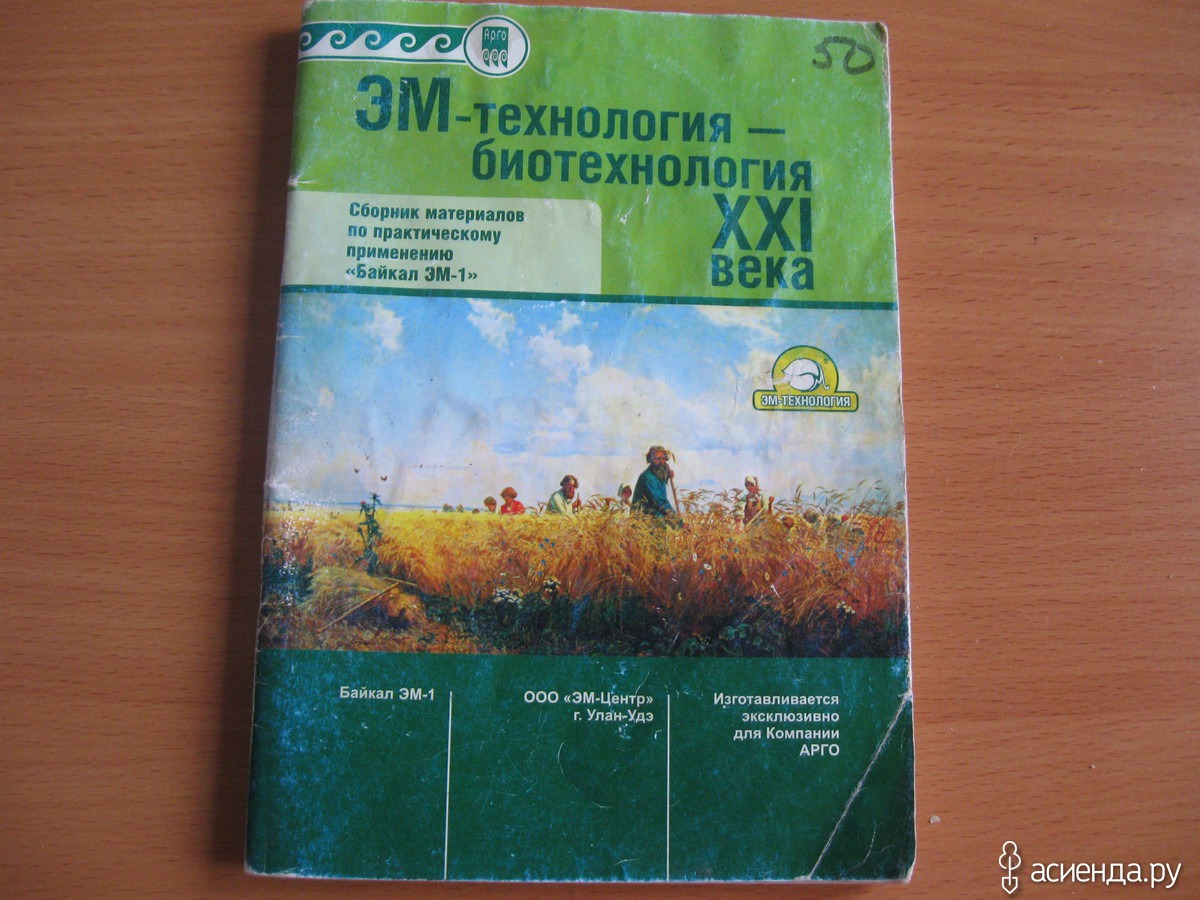 Арго
50
ЭМ-технология –
биотехнология
XXI
века
Сборник материалов
по практическому
применению
«Байкал ЭМ-1»
ЭМ-ТЕХНОЛОГИЯ
Байкал ЭМ-1
ООО «ЭМ-Центр»
г. Улан-Удэ
Изготавливается
эксклюзивно
для Компании
АРГО
асиенда.ру